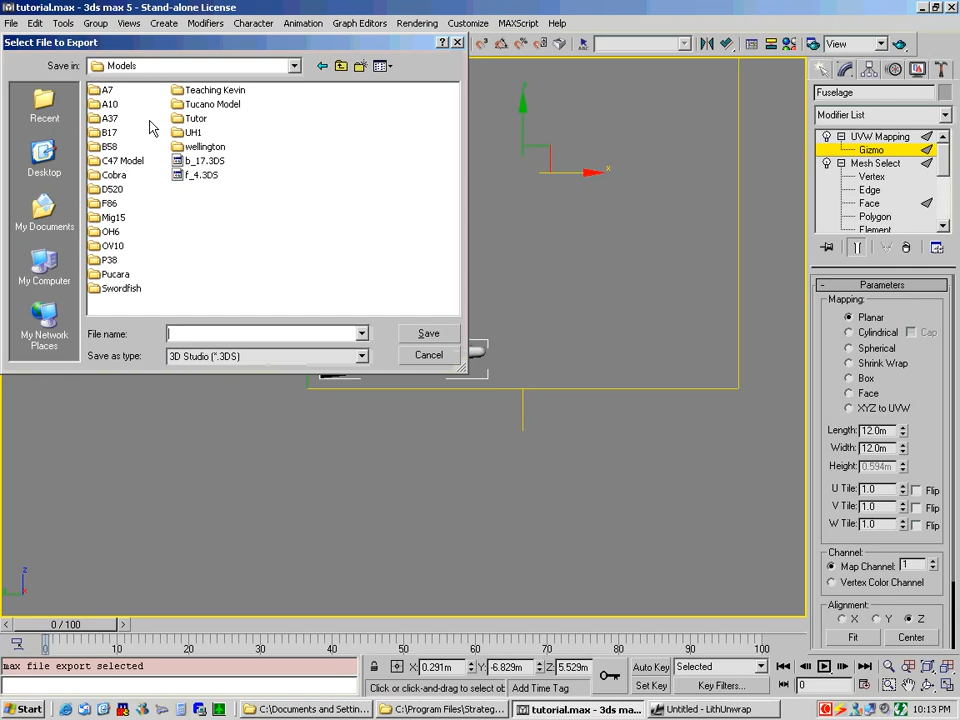 tutorial.max - 3ds max 5 - Stand-alone License
File Edit Tools Group Views Create Modifiers Character Animation Graph Editors Rendering Customize MAXScript Help
Select File to Export
Save in: Models
View
Recent
Desktop
My Documents
My Computer
My Network Places
A7
A10
A37
B17
B58
C47 Model
Cobra
D520
F86
Mig15
OH6
OV10
P38
Pucara
Swordfish
Teaching Kevin
Tucano Model
Tutor
UH1
wellington
b_17.3DS
f_4.3DS
File name:
Save
Save as type: 3D Studio (*.3DS)
Cancel
y
x
z
Fuselage
Modifier List
UVW Mapping
Gizmo
Mesh Select
Vertex
Edge
Face
Polygon
Element
- Parameters
Mapping:
Planar
Cylindrical Cap
Spherical
Shrink Wrap
Box
Face
XYZ to UVW
Length: 12.0m
Width: 12.0m
Height: 0.594m
U Tile: 1.0 Flip
V Tile: 1.0 Flip
W Tile: 1.0 Flip
Channel:
Map Channel: 1
Vertex Color Channel
Alignment:
X Y Z
Fit Center
< 0 / 100 >
0 10 20 30 40 50 60 70 80 90 100
max file export selected
X: 0.291m Y: -6.829m Z: 5.529m
Auto Key Selected
Click or click-and-drag to select ob Add Time Tag
Set Key Key Filters...
0
Start C:\Documents and Settin... C:\Program Files\Strateg... tutorial.max - 3ds ma... Untitled - LithUnwrap 10:13 PM